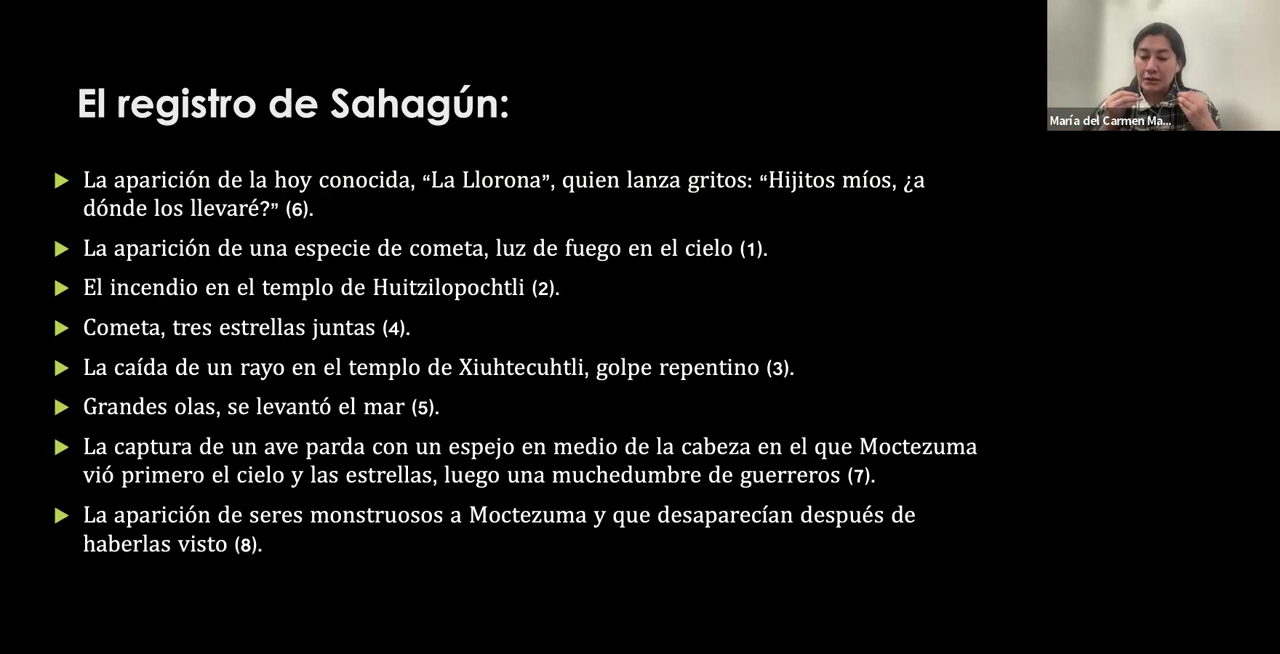 El registro de Sahagún:
La aparición de la hoy conocida, “La Llorona”, quien lanza gritos: “Hijitos míos, ¿a
dónde los llevaré?” (6).
La aparición de una especie de cometa, luz de fuego en el cielo (1).
El incendio en el templo de Huitzilopochtli (2).
Cometa, tres estrellas juntas (4).
La caída de un rayo en el templo de Xiuhtecuhtli, golpe repentino (3).
Grandes olas, se levantó el mar (5).
La captura de un ave parda con un espejo en medio de la cabeza en el que Moctezuma
vió primero el cielo y las estrellas, luego una muchedumbre de guerreros (7).
La aparición de seres monstruosos a Moctezuma y que desaparecían después de
haberlas visto (8).
María del Carmen Ma...